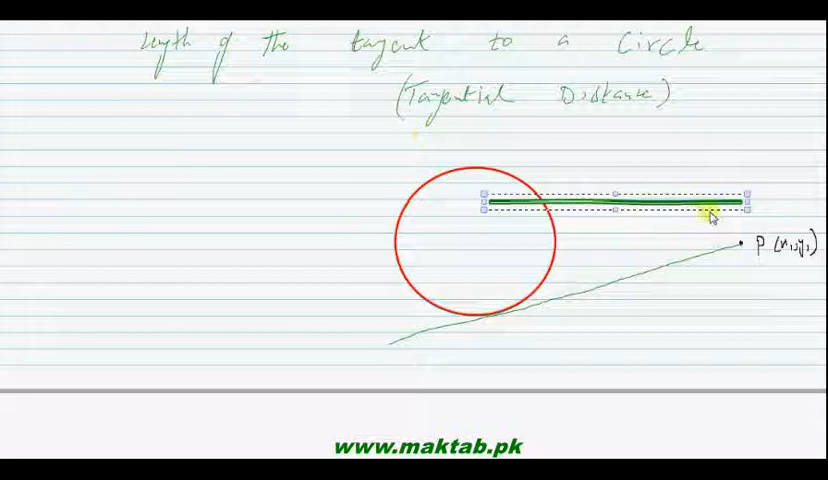 Length of the tangent to a Circle
(Tangential Distance)
P (x₁,y₁)
www.maktab.pk